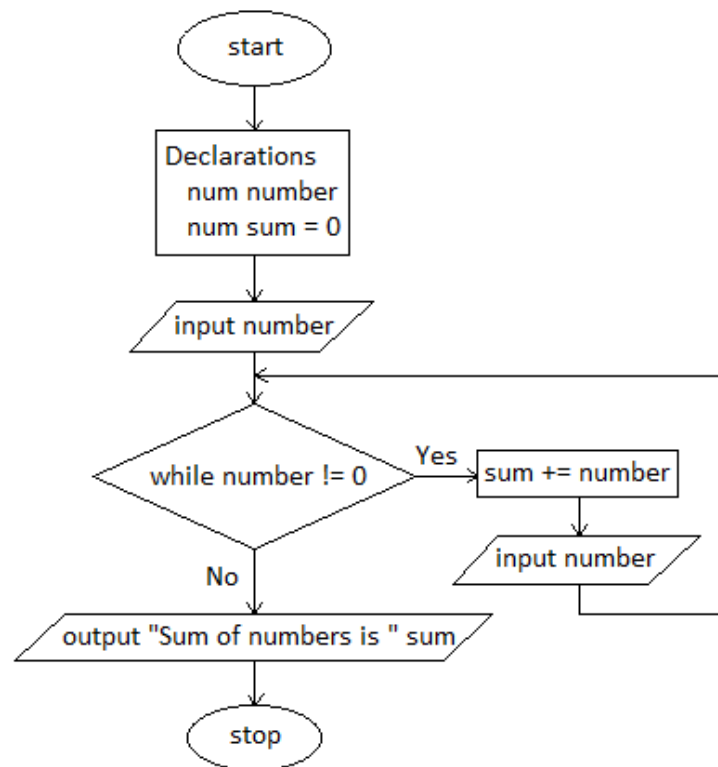 start
Declarations
num number
num sum = 0
input number
while number != 0
Yes
sum += number
input number
No
output "Sum of numbers is " sum
stop